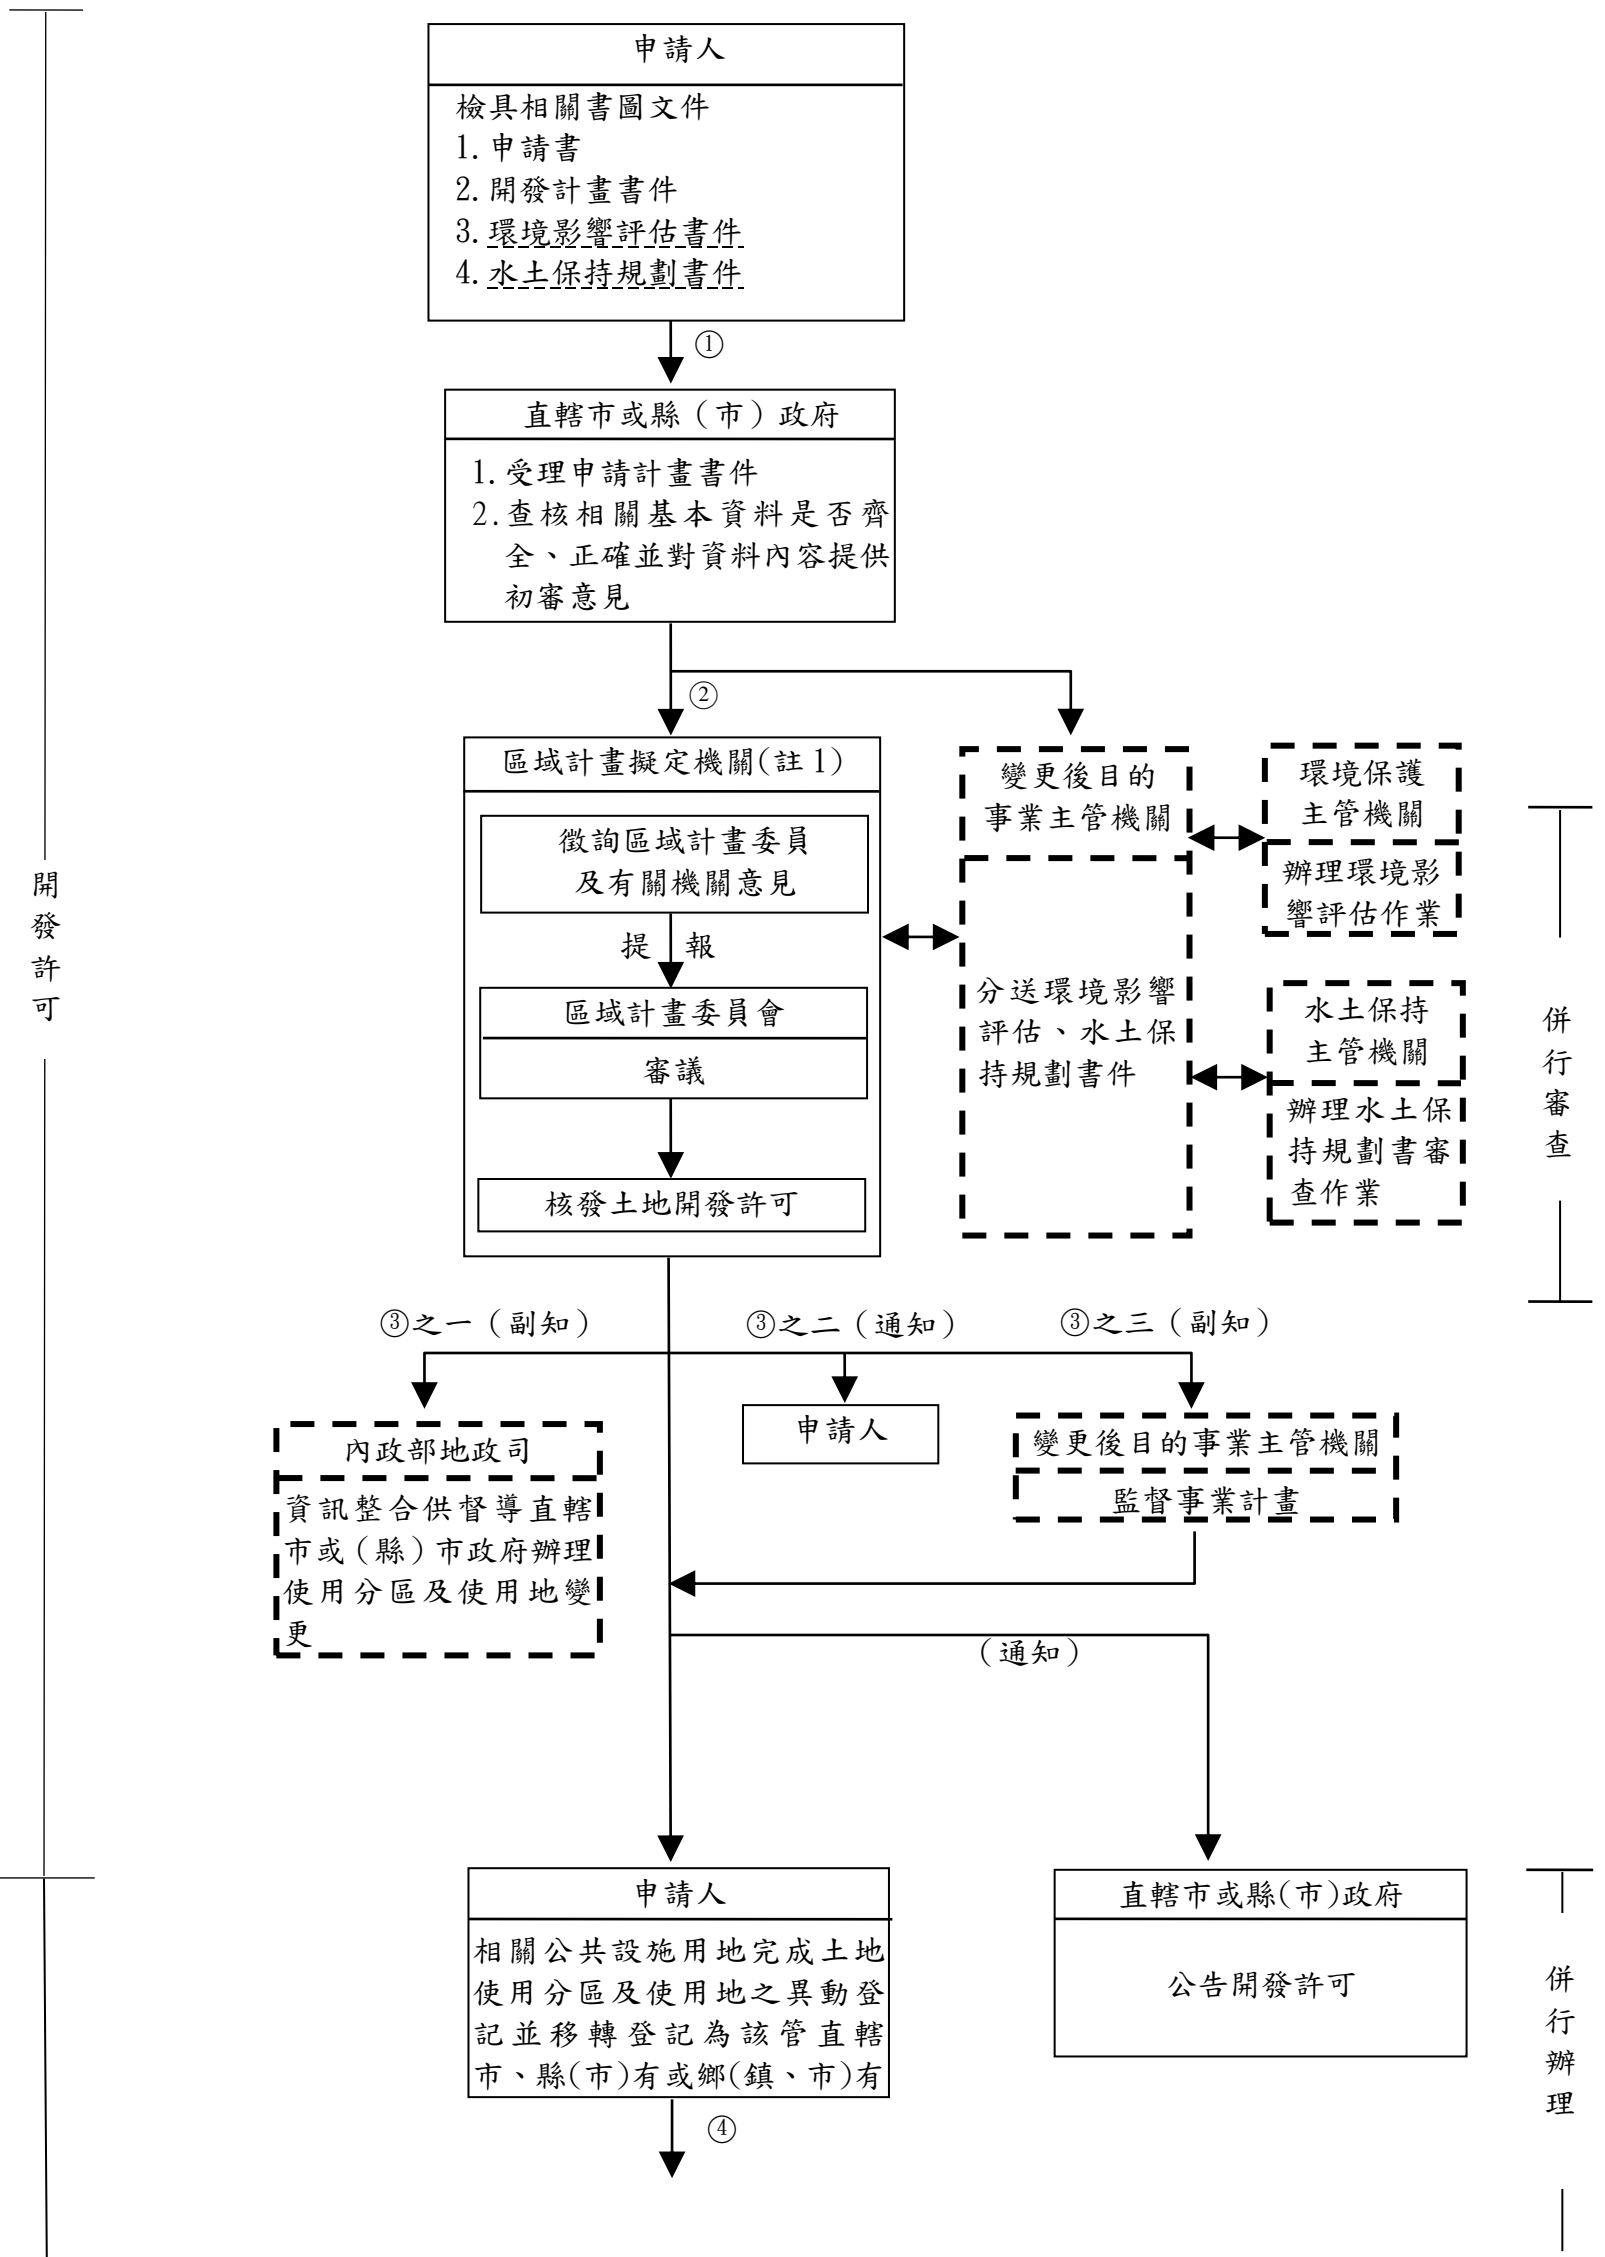 申請人
檢具相關書圖文件
1.申請書
2.開發計畫書件
3.環境影響評估書件
4.水土保持規劃書件
①
直轄市或縣（市）政府
1.受理申請計畫書件
2.查核相關基本資料是否齊
全、正確並對資料內容提供
初審意見
②
區域計畫擬定機關(註1)
徵詢區域計畫委員
及有關機關意見
提報
區域計畫委員會
審議
核發土地開發許可
變更後目的
事業主管機關
分送環境影響
評估、水土保
持規劃書件
環境保護
主管機關
辦理環境影
響評估作業
水土保持
主管機關
辦理水土保
持規劃書審
查作業
開
發
許
可
併
行
審
查
③之一（副知）
③之二（通知）
③之三（副知）
內政部地政司
資訊整合供督導直轄
市或（縣）市政府辦理
使用分區及使用地變
更
申請人
變更後目的事業主管機關
監督事業計畫
（通知）
申請人
相關公共設施用地完成土地
使用分區及使用地之異動登
記並移轉登記為該管直轄
市、縣(市)有或鄉(鎮、市)有
④
直轄市或縣(市)政府
公告開發許可
併
行
辦
理